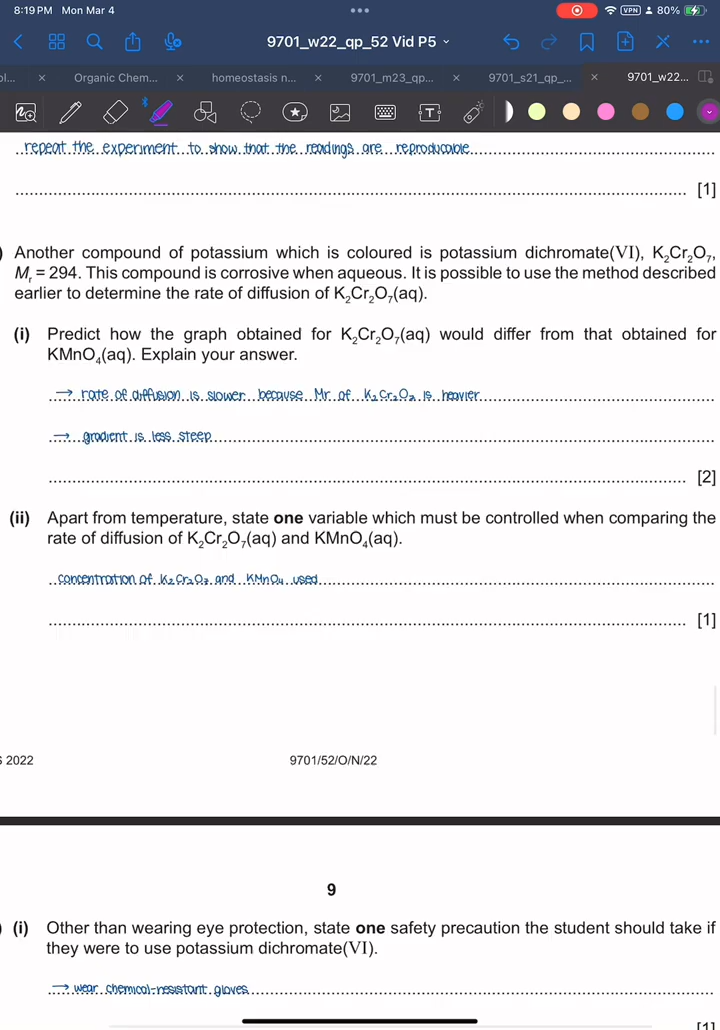 8:19 PM Mon Mar 4
VPN 80%
9701_w22_qp_52 Vid P5
Organic Chem... homeostasis n... 9701_m23_qp... 9701_s21_qp_... 9701_w22...
repeat the experiment to show that the readings are reproducable
[1]
Another compound of potassium which is coloured is potassium dichromate(VI), K₂Cr₂O₇,
Mᵣ = 294. This compound is corrosive when aqueous. It is possible to use the method described
earlier to determine the rate of diffusion of K₂Cr₂O₇(aq).
(i) Predict how the graph obtained for K₂Cr₂O₇(aq) would differ from that obtained for
KMnO₄(aq). Explain your answer.
→ rate of diffusion is slower because Mr of K₂Cr₂O₇ is heavier
→ gradient is less steep
[2]
(ii) Apart from temperature, state one variable which must be controlled when comparing the
rate of diffusion of K₂Cr₂O₇(aq) and KMnO₄(aq).
concentration of K₂Cr₂O₇ and KMnO₄ used
[1]
2022 9701/52/O/N/22
9
(i) Other than wearing eye protection, state one safety precaution the student should take if
they were to use potassium dichromate(VI).
→ wear chemical-resistant gloves
[1]